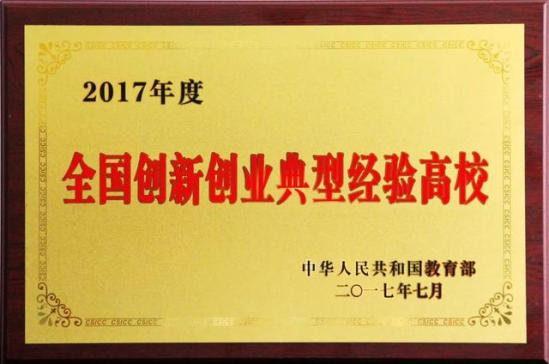 2017年度
全国创新创业典型经验高校
中华人民共和国教育部
二〇一七年七月